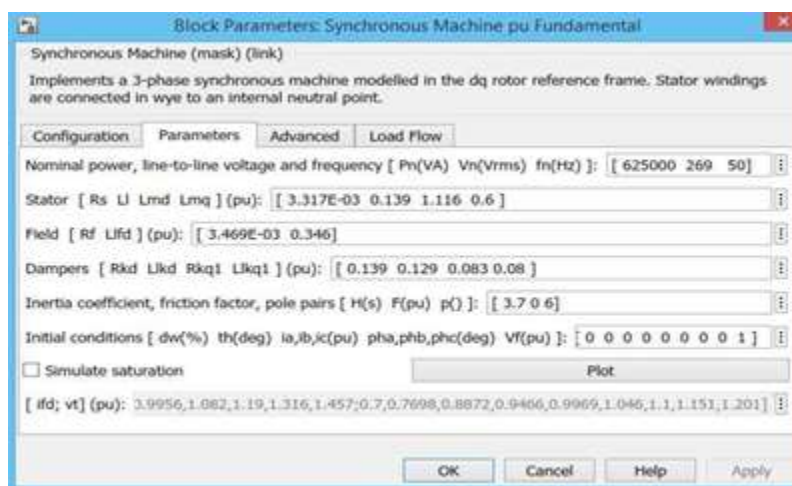 Block Parameters: Synchronous Machine pu Fundamental
Synchronous Machine (mask) (link)
Implements a 3-phase synchronous machine modelled in the dq rotor reference frame. Stator windings
are connected in wye to an internal neutral point.
Configuration Parameters Advanced Load Flow
Nominal power, line-to-line voltage and frequency [ Pn(VA) Vn(Vrms) fn(Hz) ]: [ 625000 269 50]
Stator [ Rs Ll Lmd Lmq ] (pu): [ 3.317E-03 0.139 1.116 0.6 ]
Field [ Rf Llfd ] (pu): [ 3.469E-03 0.346]
Dampers [ Rkd Llkd Rkq1 Llkq1 ] (pu): [ 0.139 0.129 0.083 0.08 ]
Inertia coefficient, friction factor, pole pairs [ H(s) F(pu) p() ]: [ 3.7 0 6]
Initial conditions [ dw(%) th(deg) ia,ib,ic(pu) pha,phb,phc(deg) Vf(pu) ]: [ 0 0 0 0 0 0 0 0 1 ]
Simulate saturation Plot
[ ifd; vt] (pu): 0.9956,1.082,1.19,1.316,1.457;0.7,0.7698,0.8872,0.9466,0.9969,1.046,1.1,1.151,1.201]
OK Cancel Help Apply